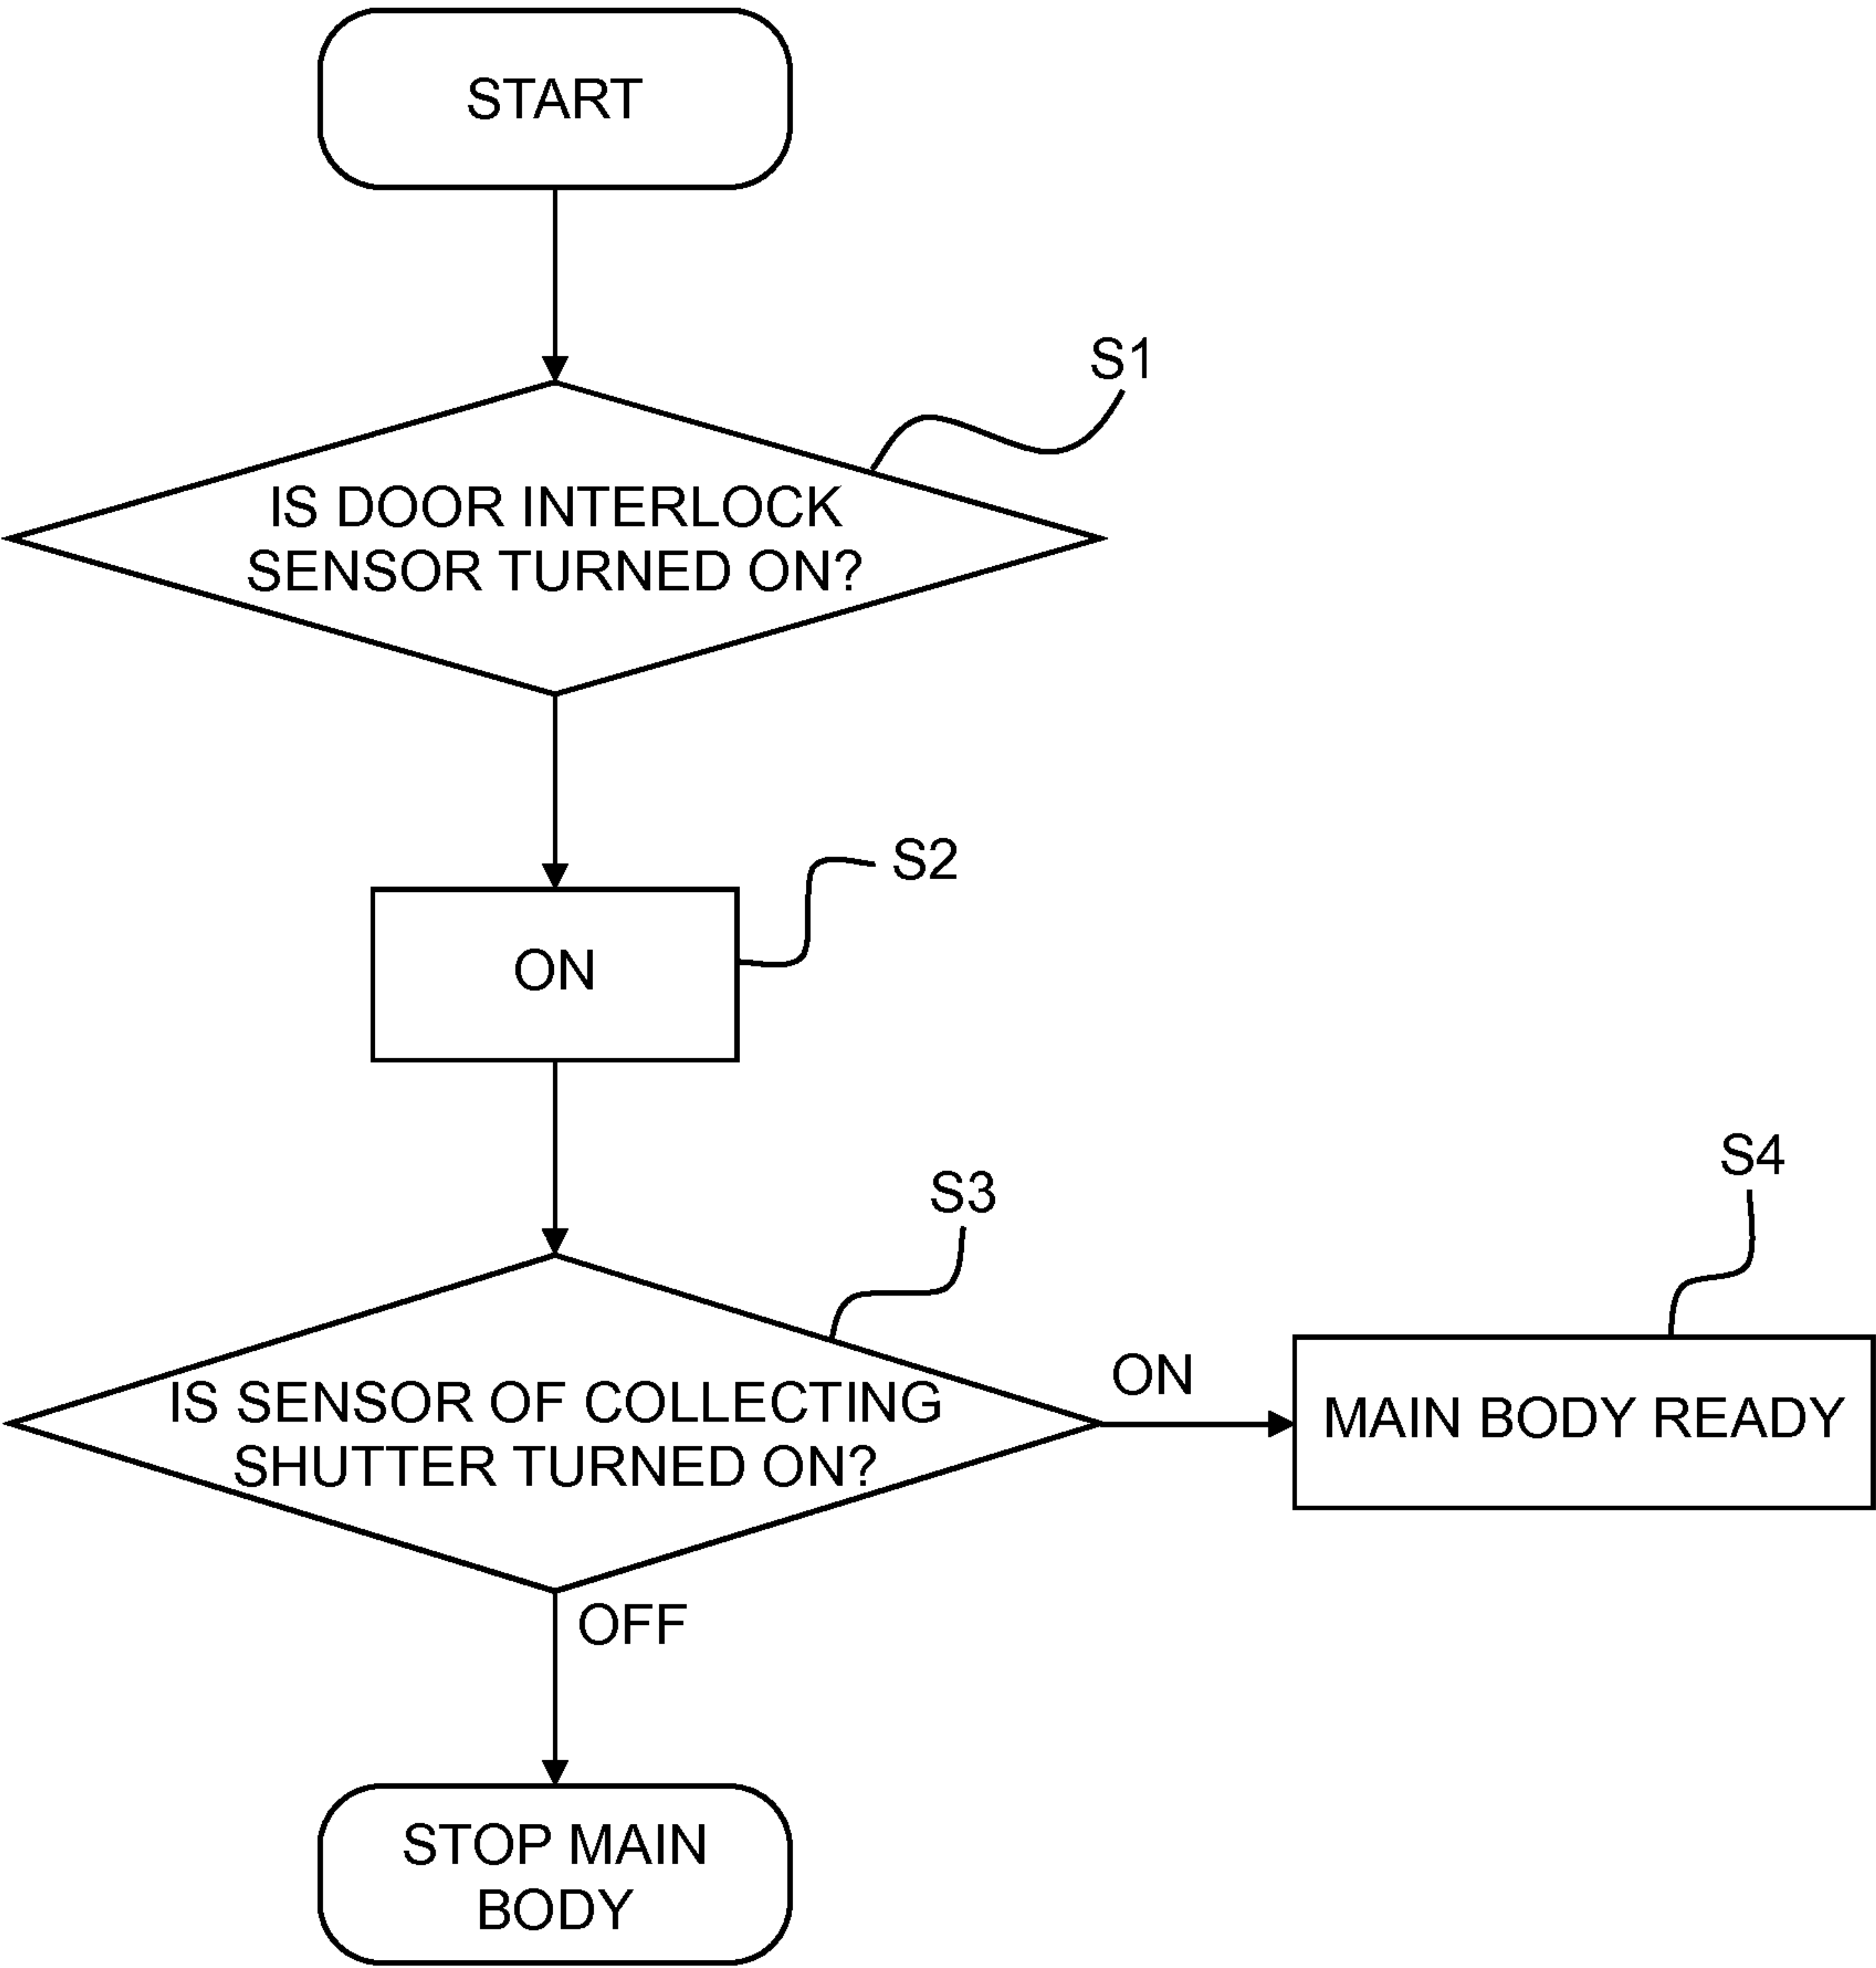 START
S1
IS DOOR INTERLOCK
SENSOR TURNED ON?
S2
ON
S3
S4
IS SENSOR OF COLLECTING
SHUTTER TURNED ON?
ON
MAIN BODY READY
OFF
STOP MAIN
BODY